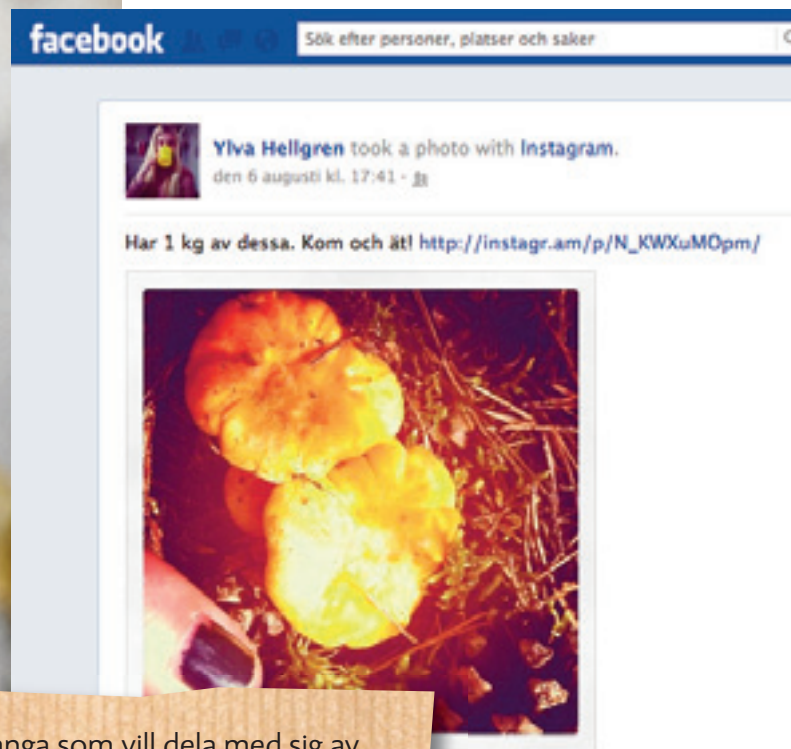 facebook
Sök efter personer, platser och saker
Ylva Hellgren took a photo with Instagram.
den 6 augusti kl. 17:41 ·
Har 1 kg av dessa. Kom och ät! http://instagr.am/p/N_KWXuMOpm/
som vill dela med sig av